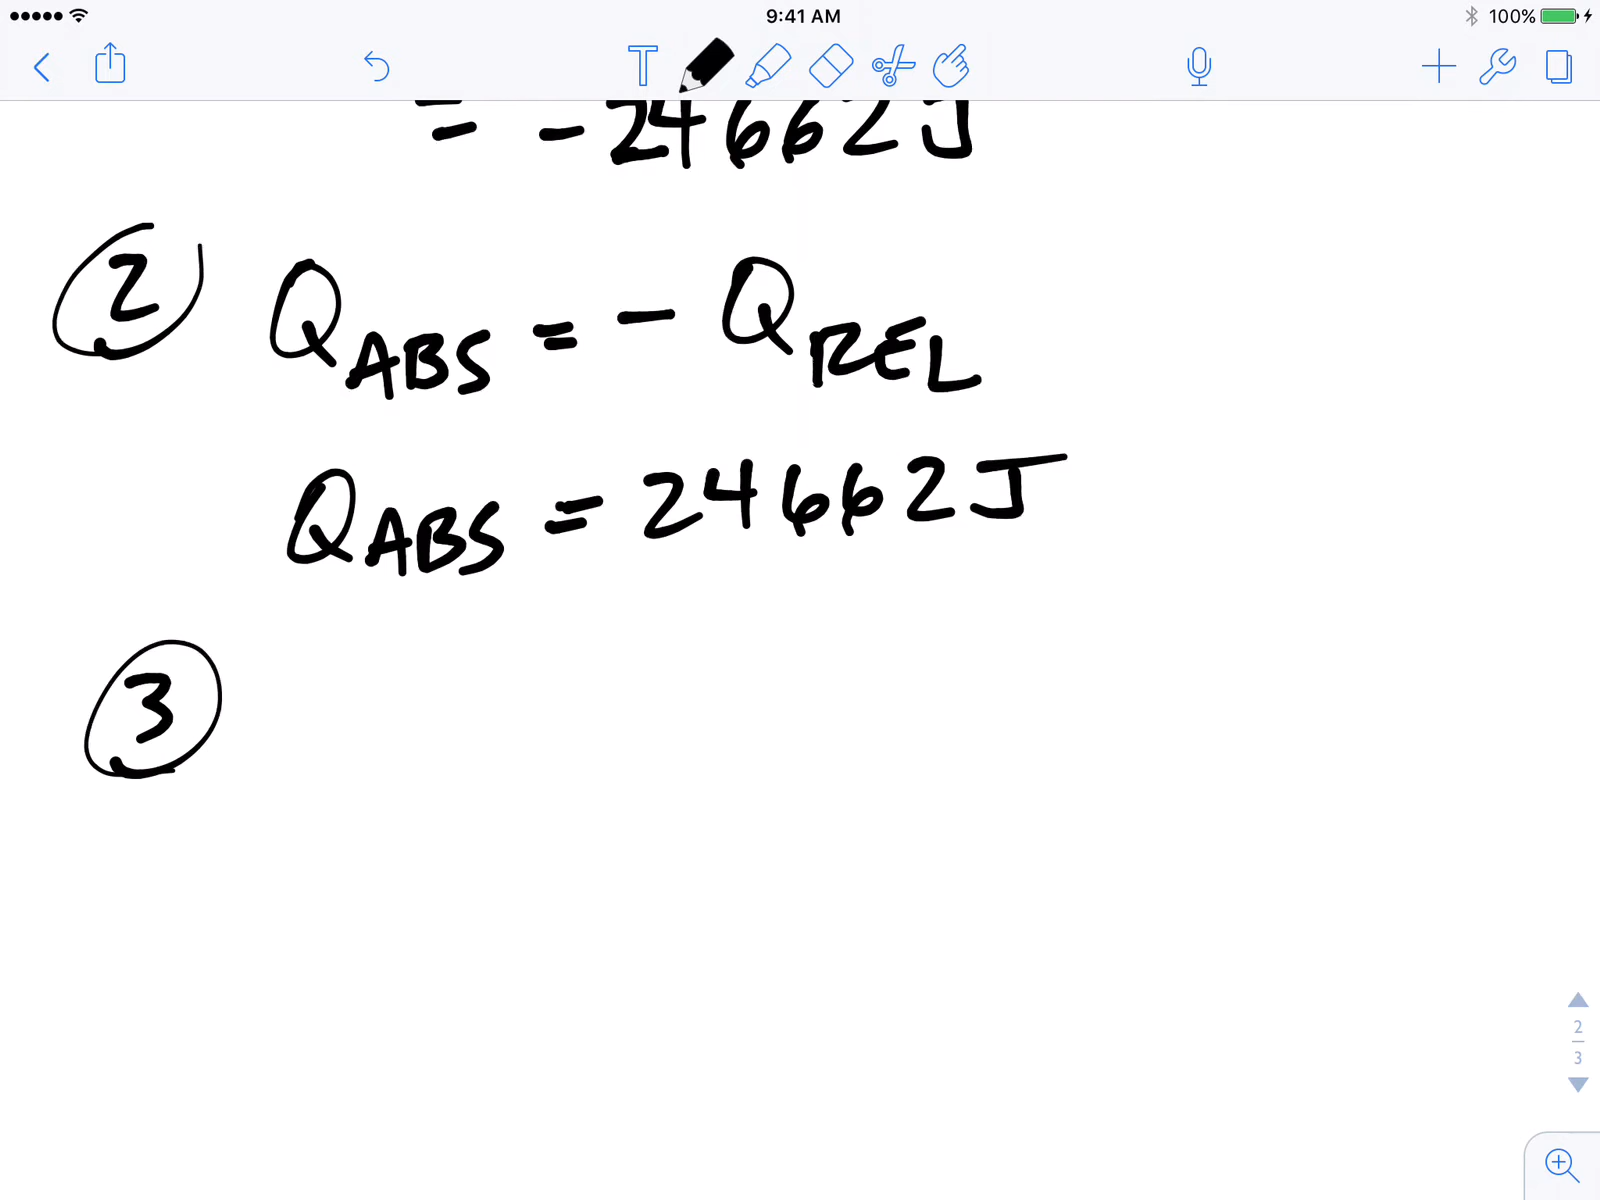 9:41 AM 100%
T
= - 24662J
2 QABS = - QREL
QABS = 24662J
3
2
3